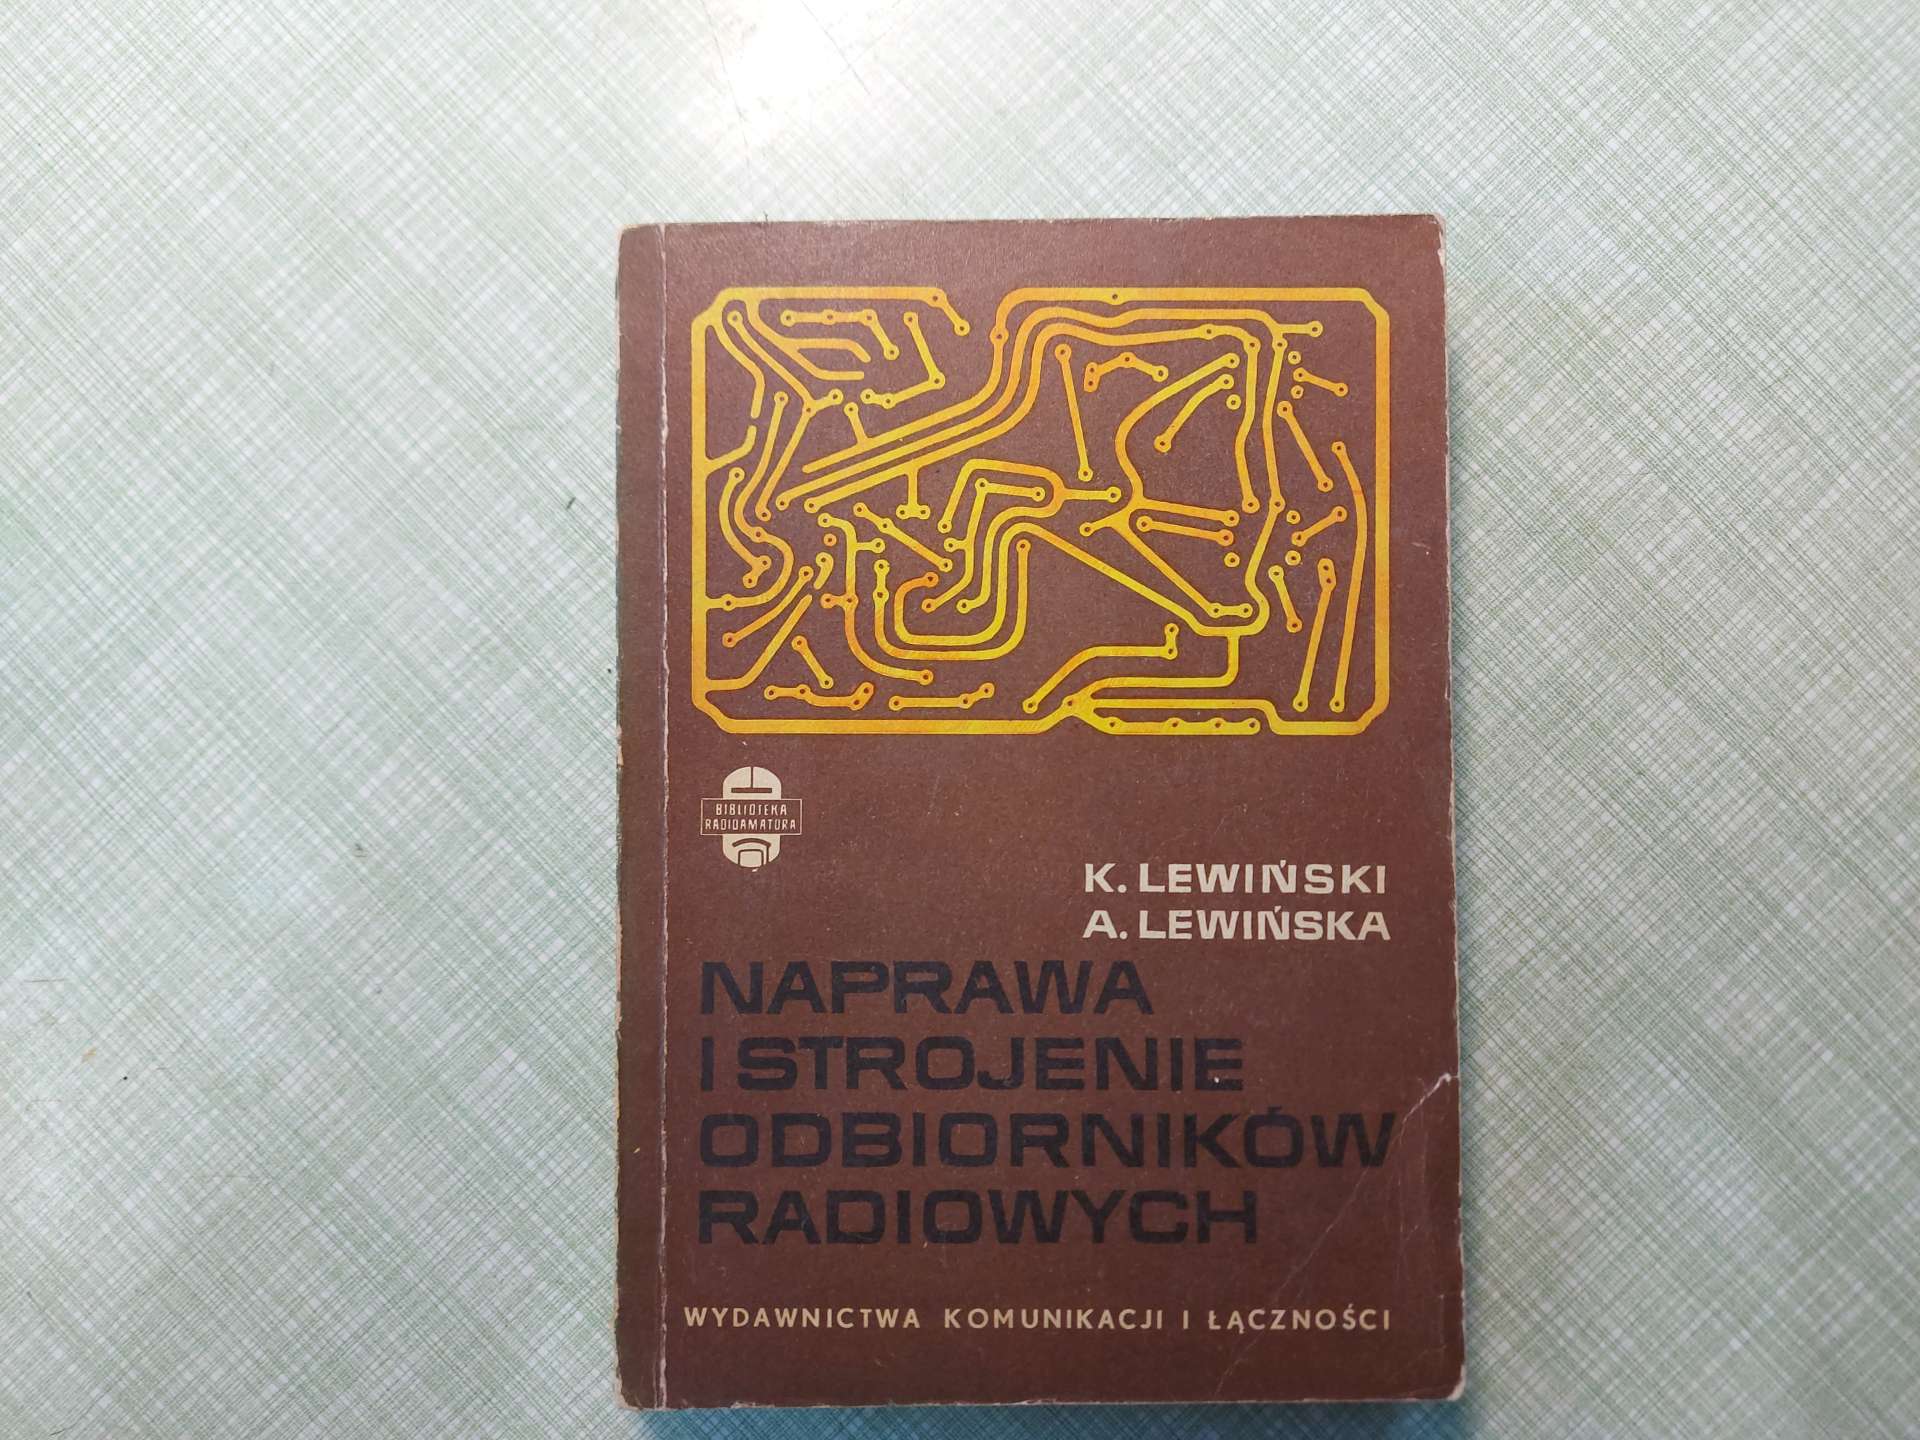 BIBLIOTEKA
RADIOAMATORA
K. LEWIŃSKI
A. LEWIŃSKA
NAPRAWA
I STROJENIE
ODBIORNIKÓW
RADIOWYCH
WYDAWNICTWA KOMUNIKACJI I ŁĄCZNOŚCI